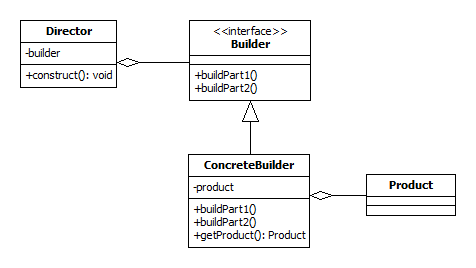 Director
-builder
+construct(): void
<<interface>>
Builder
+buildPart1()
+buildPart2()
ConcreteBuilder
-product
+buildPart1()
+buildPart2()
+getProduct(): Product
Product